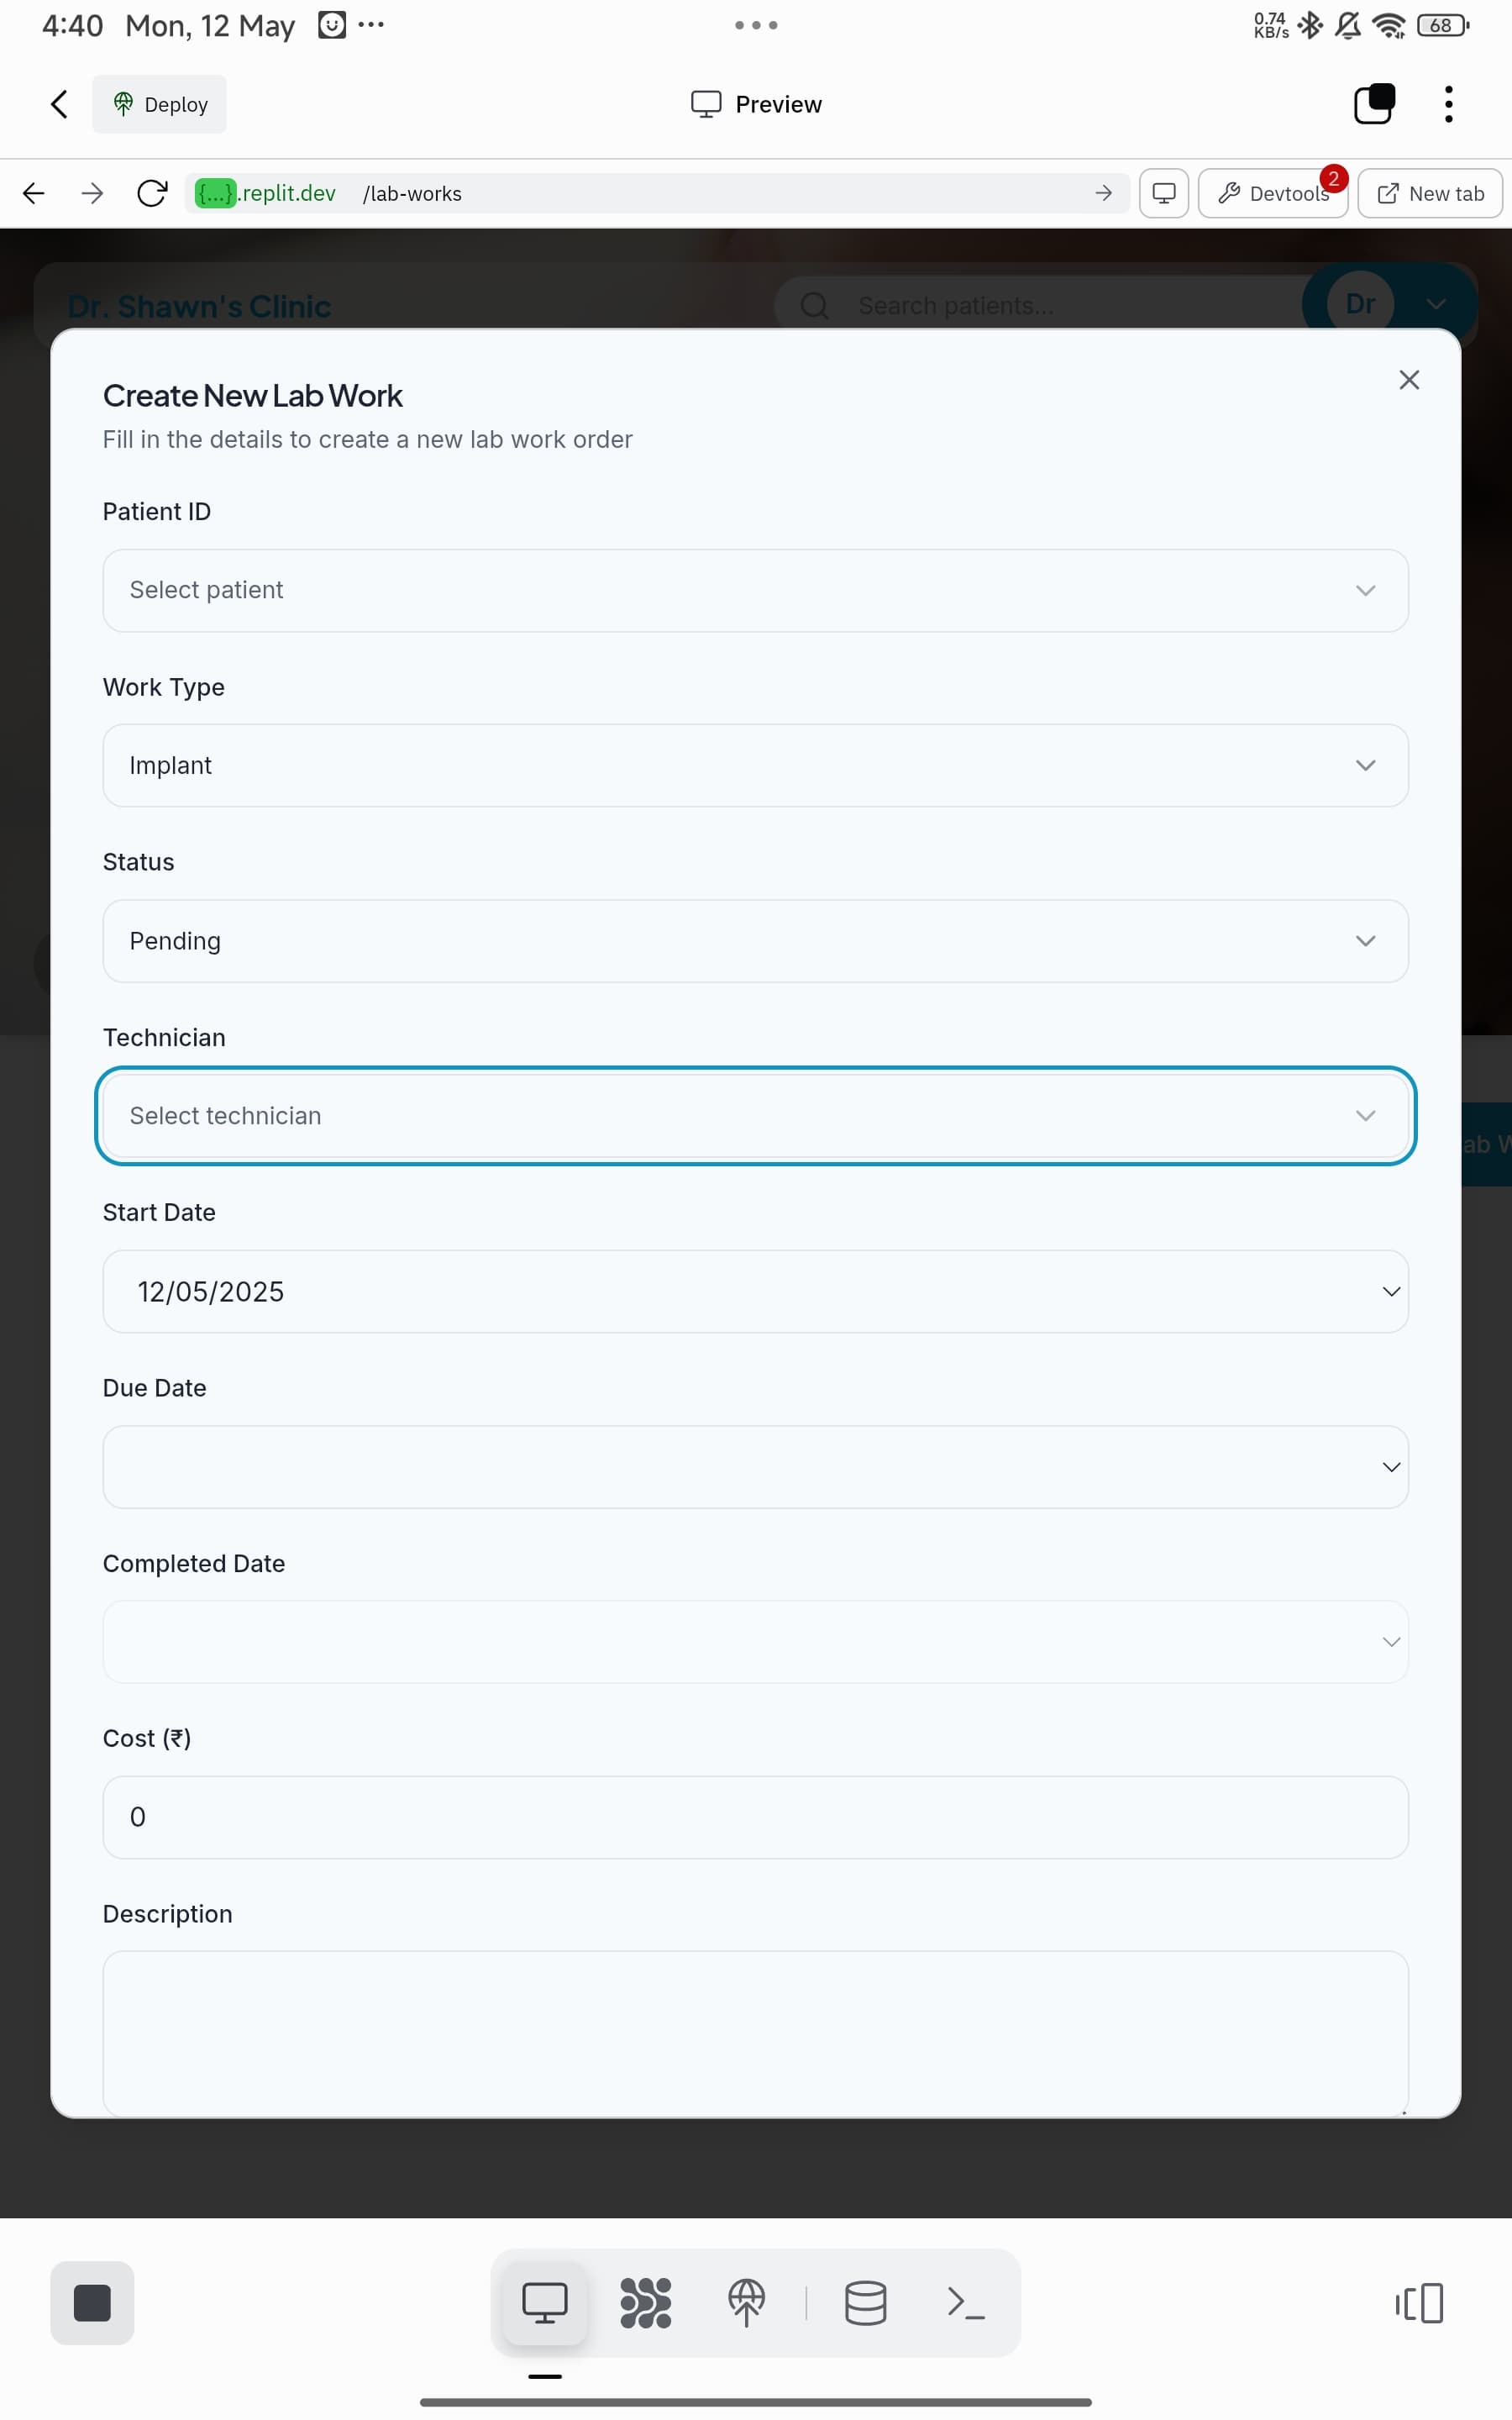 4:40 Mon, 12 May
0.74
KB/s
68
Deploy
Preview
{...}.replit.dev /lab-works
Devtools
2
New tab
Dr. Shawn's Clinic
Search patients...
Dr
Create New Lab Work
Fill in the details to create a new lab work order
Patient ID
Select patient
Work Type
Implant
Status
Pending
Technician
Select technician
ab W
Start Date
12/05/2025
Due Date
Completed Date
Cost (₹)
0
Description